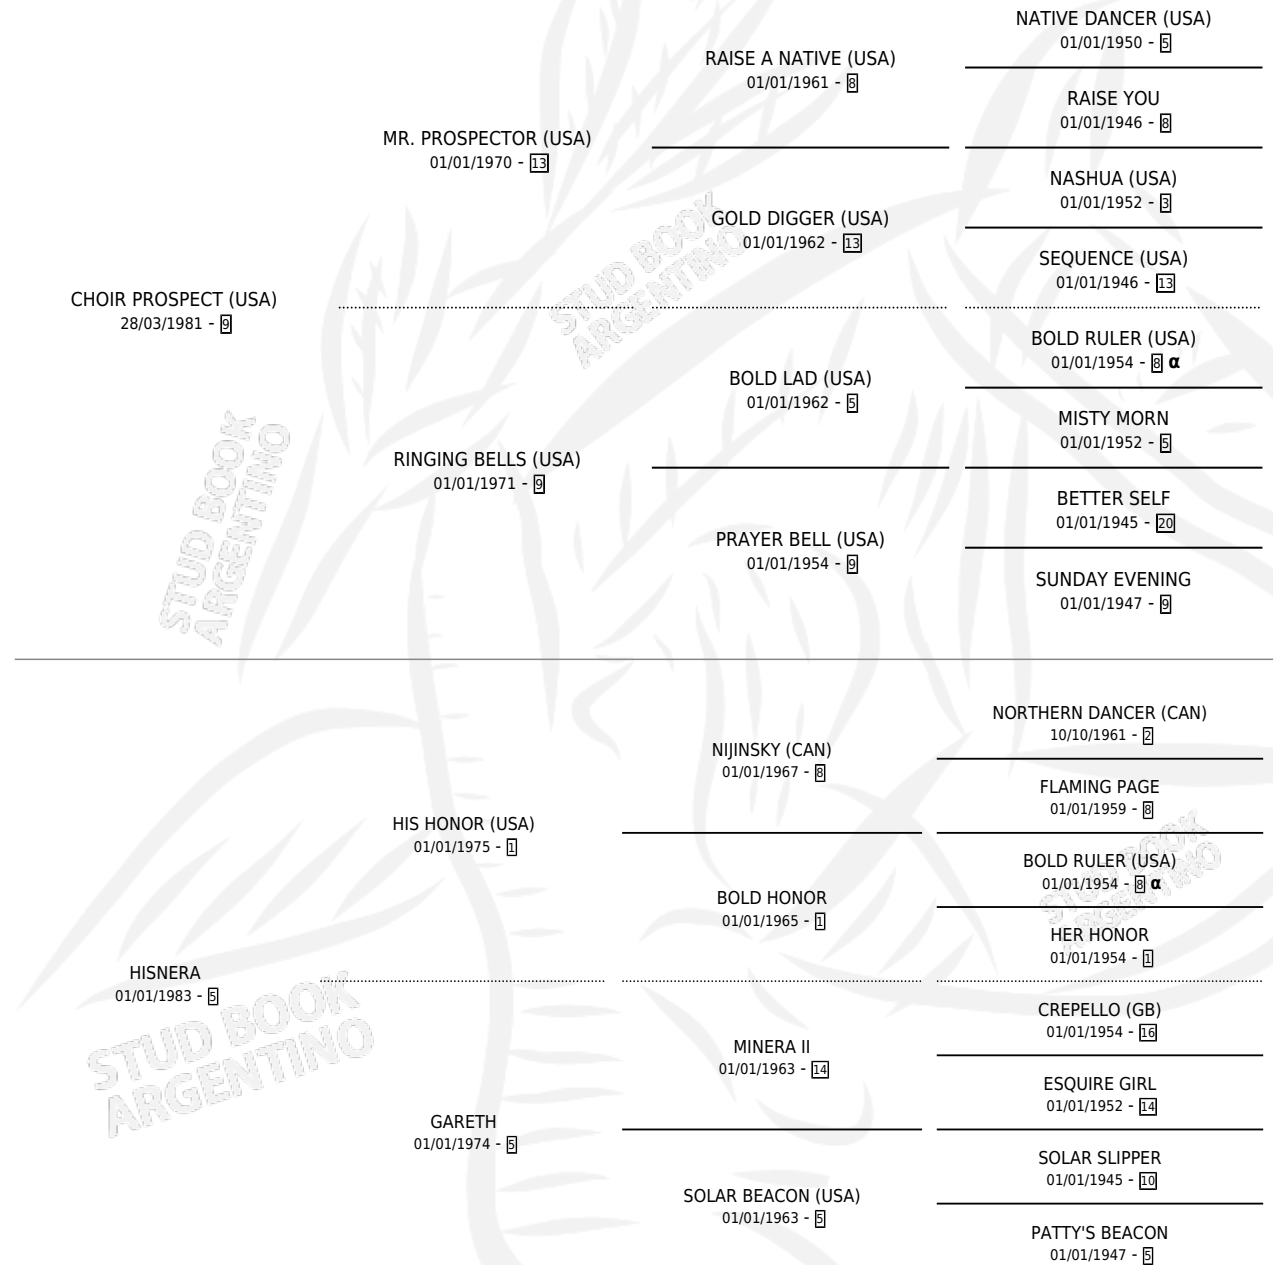 NATIVE DANCER (USA)
01/01/1950 - 5
RAISE A NATIVE (USA)
01/01/1961 - 8
RAISE YOU
01/01/1946 - 8
MR. PROSPECTOR (USA)
01/01/1970 - 13
NASHUA (USA)
01/01/1952 - 3
GOLD DIGGER (USA)
01/01/1962 - 13
SEQUENCE (USA)
01/01/1946 - 13
CHOIR PROSPECT (USA)
28/03/1981 - 9
BOLD RULER (USA)
01/01/1954 - 8 α
BOLD LAD (USA)
01/01/1962 - 5
MISTY MORN
01/01/1952 - 5
RINGING BELLS (USA)
01/01/1971 - 9
BETTER SELF
01/01/1945 - 20
PRAYER BELL (USA)
01/01/1954 - 9
SUNDAY EVENING
01/01/1947 - 9
NORTHERN DANCER (CAN)
10/10/1961 - 2
NIJINSKY (CAN)
01/01/1967 - 8
FLAMING PAGE
01/01/1959 - 8
HIS HONOR (USA)
01/01/1975 - 1
BOLD RULER (USA)
01/01/1954 - 8 α
BOLD HONOR
01/01/1965 - 1
HER HONOR
01/01/1954 - 1
HISNERA
01/01/1983 - 5
CREPELLO (GB)
01/01/1954 - 16
MINERA II
01/01/1963 - 14
ESQUIRE GIRL
01/01/1952 - 14
GARETH
01/01/1974 - 5
SOLAR SLIPPER
01/01/1945 - 10
SOLAR BEACON (USA)
01/01/1963 - 5
PATTY'S BEACON
01/01/1947 - 5
STUD BOOK
ARGENTINO
STUD BOOK
ARGENTINO
STUD BOOK
ARGENTINO
STUD BOOK
ARGENTINO